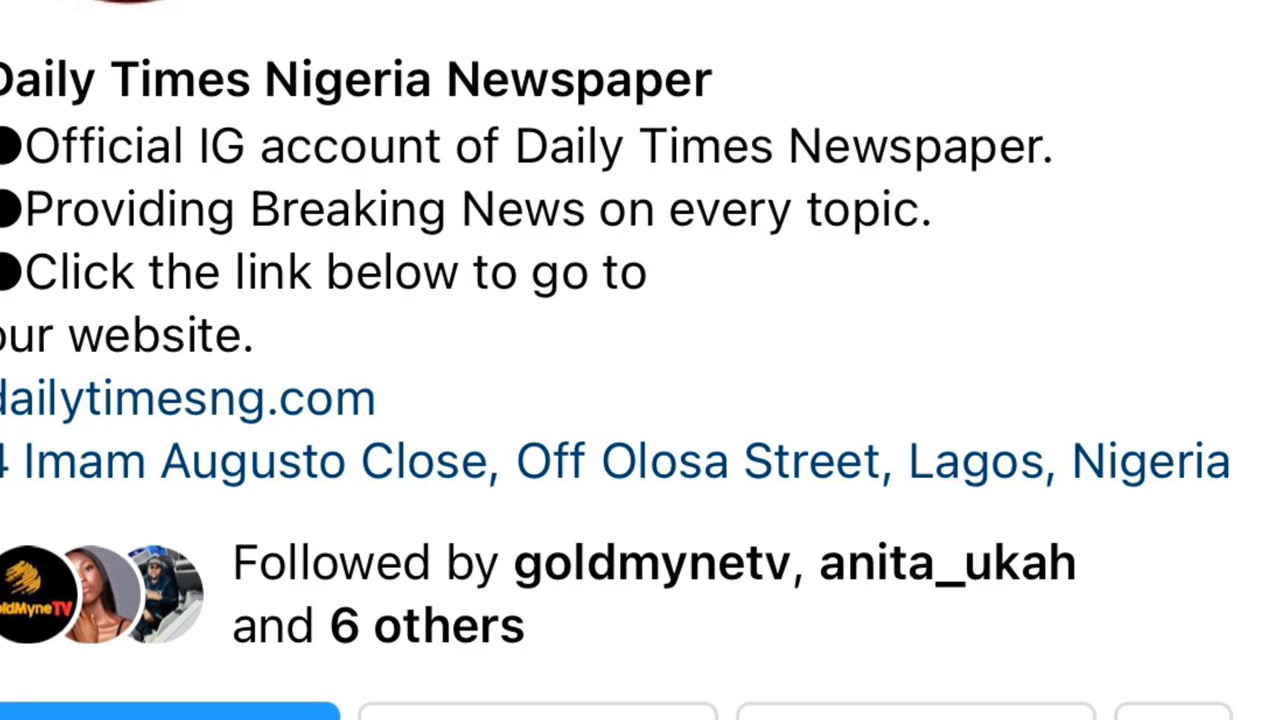 Daily Times Nigeria Newspaper
●Official IG account of Daily Times Newspaper.
●Providing Breaking News on every topic.
●Click the link below to go to
our website.
dailytimesng.com
4 Imam Augusto Close, Off Olosa Street, Lagos, Nigeria
GoldMyneTV
Followed by goldmynetv, anita_ukah
and 6 others